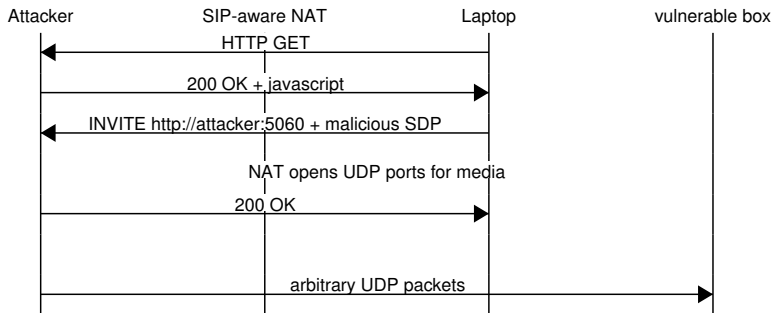 Attacker SIP-aware NAT Laptop vulnerable box
HTTP GET
200 OK + javascript
INVITE http://attacker:5060 + malicious SDP
NAT opens UDP ports for media
200 OK
arbitrary UDP packets